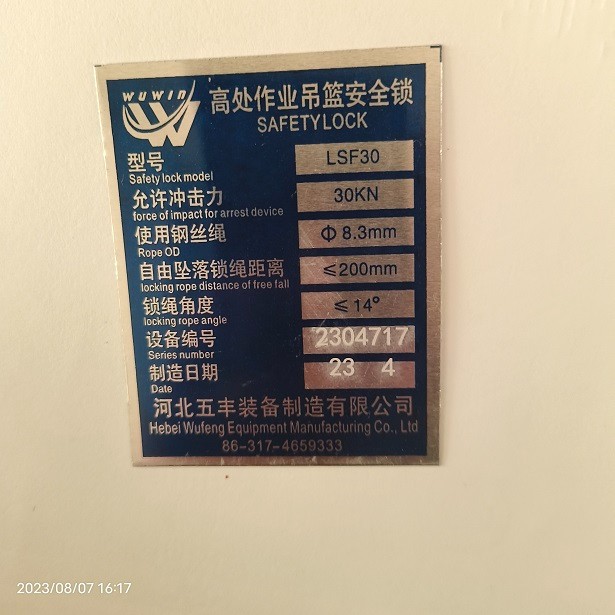 WUWIN
高处作业吊篮安全锁
SAFETYLOCK
型号 LSF30
Safety lock model
允许冲击力 30KN
force of impact for arrest device
使用钢丝绳 Φ 8.3mm
Rope OD
自由坠落锁绳距离 ≤200mm
locking rope distance of free fall
锁绳角度 ≤14°
locking rope angle
设备编号 2304717
Series number
制造日期 23 4
Date
河北五丰装备制造有限公司
Hebei Wufeng Equipment Manufacturing Co., Ltd
86-317-4659333
2023/08/07 16:17